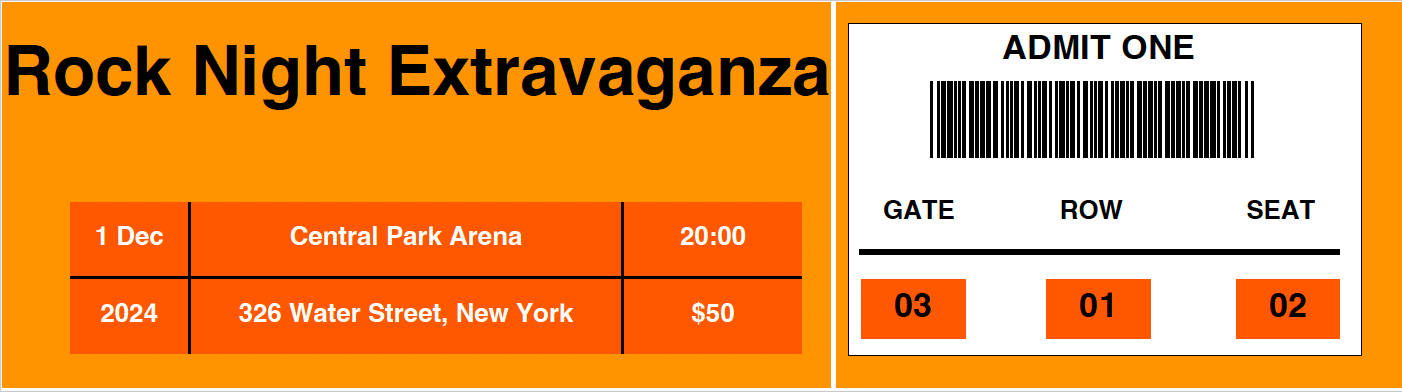 Rock Night Extravaganza
1 Dec Central Park Arena 20:00
2024 326 Water Street, New York $50
ADMIT ONE
GATE ROW SEAT
03 01 02